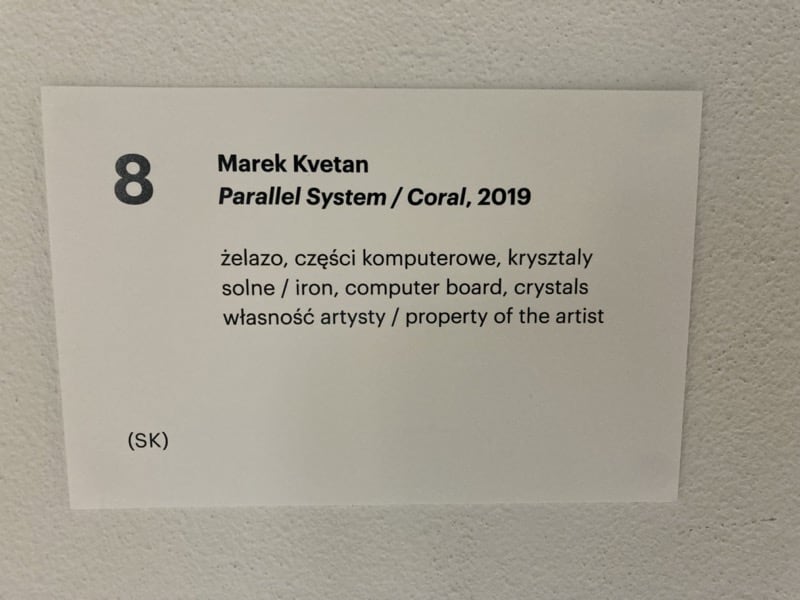 8
Marek Kvetan
Parallel System / Coral, 2019
żelazo, części komputerowe, krysztaly
solne / iron, computer board, crystals
własność artysty / property of the artist
(SK)